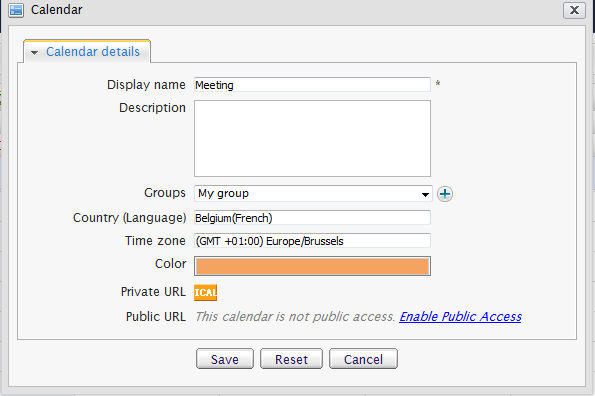 Calendar
Calendar details
Display name Meeting *
Description
Groups My group
Country (Language) Belgium(French)
Time zone (GMT +01:00) Europe/Brussels
Color
Private URL ICAL
Public URL This calendar is not public access. Enable Public Access
Save Reset Cancel